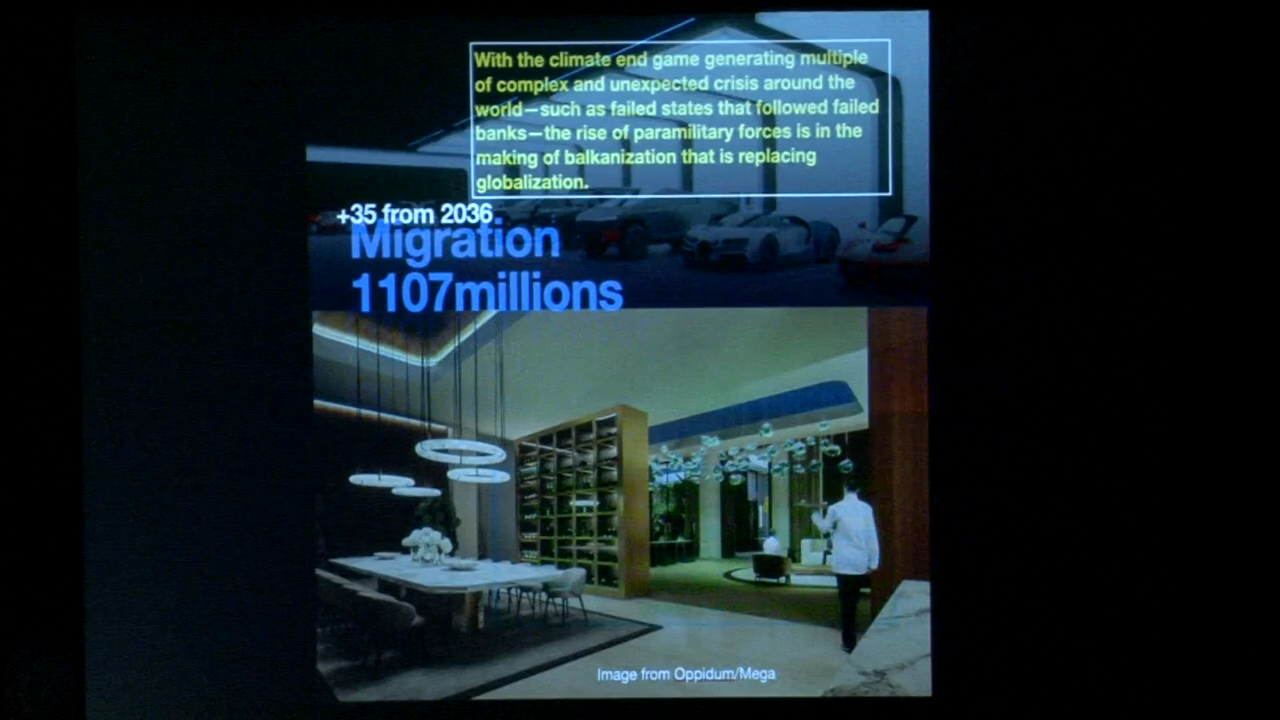 With the climate end game generating multiple
of complex and unexpected crisis around the
world—such as failed states that followed failed
banks—the rise of paramilitary forces is in the
making of balkanization that is replacing
globalization.
+35 from 2036
Migration
1107millions
Image from Oppidum/Mega